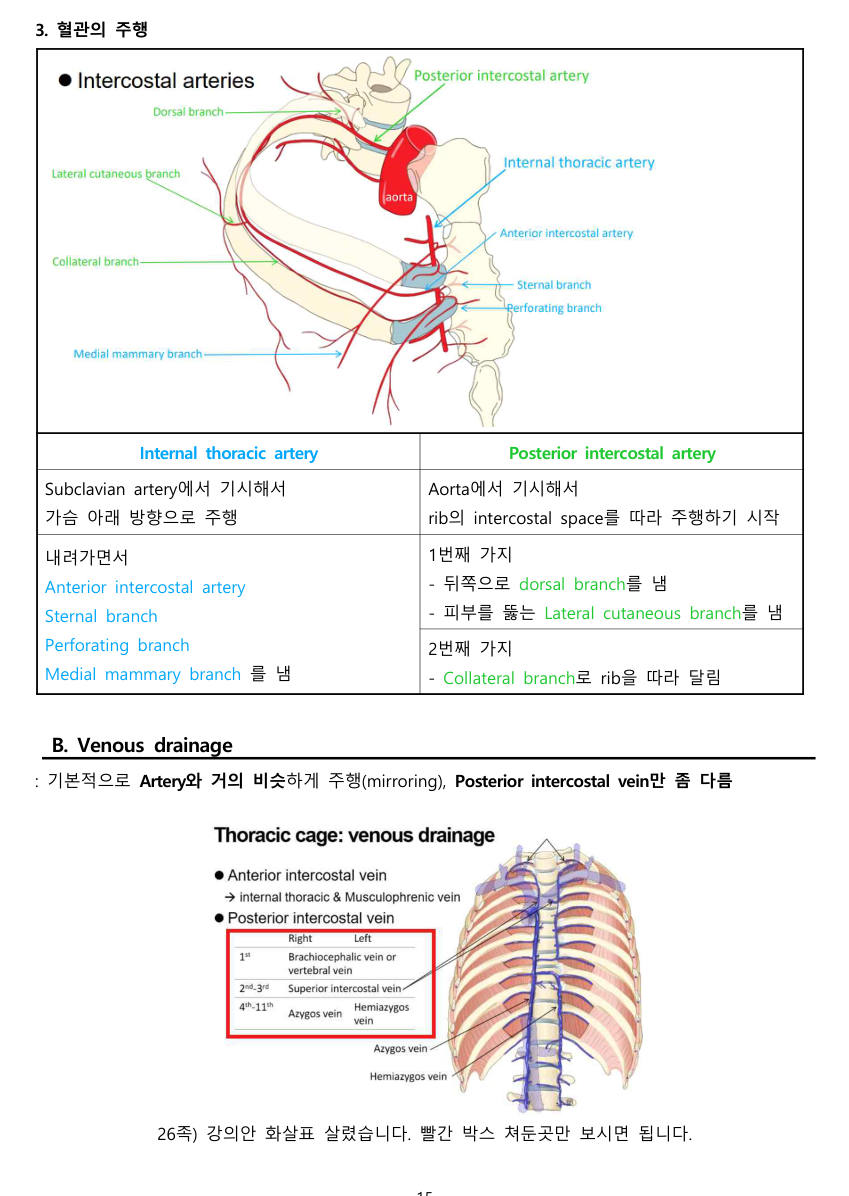 3. 혈관의 주행
● Intercostal arteries
Posterior intercostal artery
Dorsal branch
Internal thoracic artery
Lateral cutaneous branch
aorta
Anterior intercostal artery
Collateral branch
Sternal branch
Perforating branch
Medial mammary branch
Internal thoracic artery
Posterior intercostal artery
Subclavian artery에서 기시해서
가슴 아래 방향으로 주행
Aorta에서 기시해서
rib의 intercostal space를 따라 주행하기 시작
내려가면서
Anterior intercostal artery
Sternal branch
Perforating branch
Medial mammary branch 를 냄
1번째 가지
- 뒤쪽으로 dorsal branch를 냄
- 피부를 뚫는 Lateral cutaneous branch를 냄
2번째 가지
- Collateral branch로 rib을 따라 달림
B. Venous drainage
: 기본적으로 Artery와 거의 비슷하게 주행(mirroring), Posterior intercostal vein만 좀 다름
Thoracic cage: venous drainage
● Anterior intercostal vein
→ internal thoracic & Musculophrenic vein
● Posterior intercostal vein
Right Left
1st Brachiocephalic vein or
vertebral vein
2nd-3rd Superior intercostal vein
4th-11th Azygos vein Hemiazygos
vein
Azygos vein
Hemiazygos vein
26족) 강의안 화살표 살렸습니다. 빨간 박스 쳐둔곳만 보시면 됩니다.
15